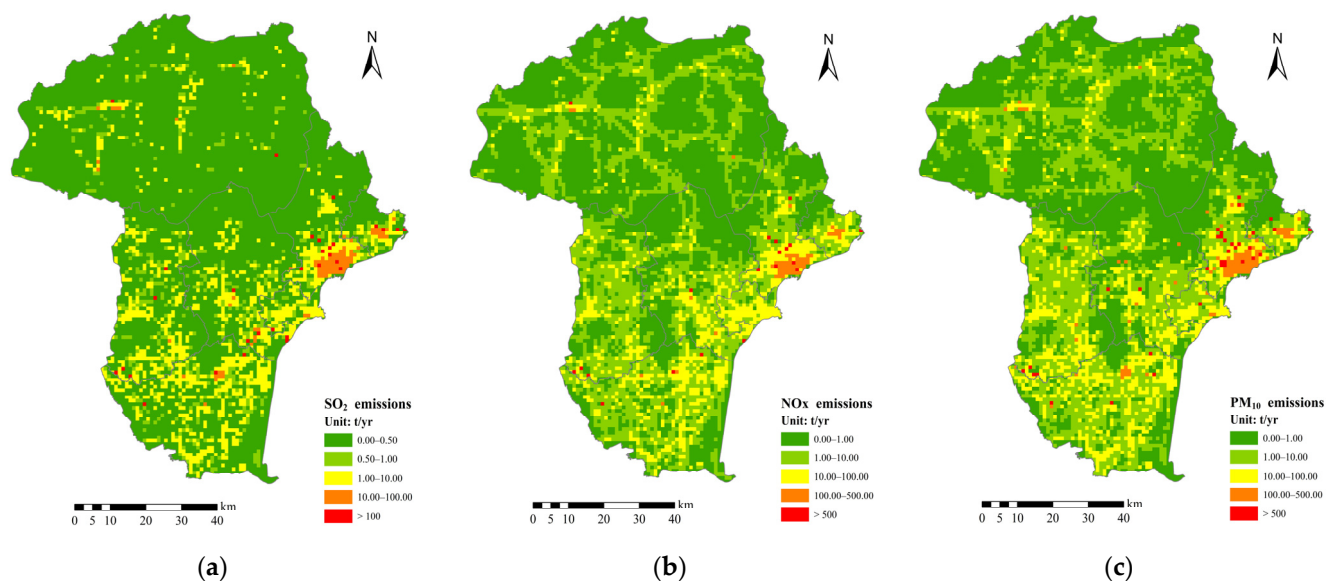 N
SO₂ emissions
Unit: t/yr
0.00–0.50
0.50–1.00
1.00–10.00
10.00–100.00
> 100
0 5 10 20 30 40 km
(a)
N
NOx emissions
Unit: t/yr
0.00–1.00
1.00–10.00
10.00–100.00
100.00–500.00
> 500
0 5 10 20 30 40 km
(b)
N
PM₁₀ emissions
Unit: t/yr
0.00–1.00
1.00–10.00
10.00–100.00
100.00–500.00
> 500
0 5 10 20 30 40 km
(c)